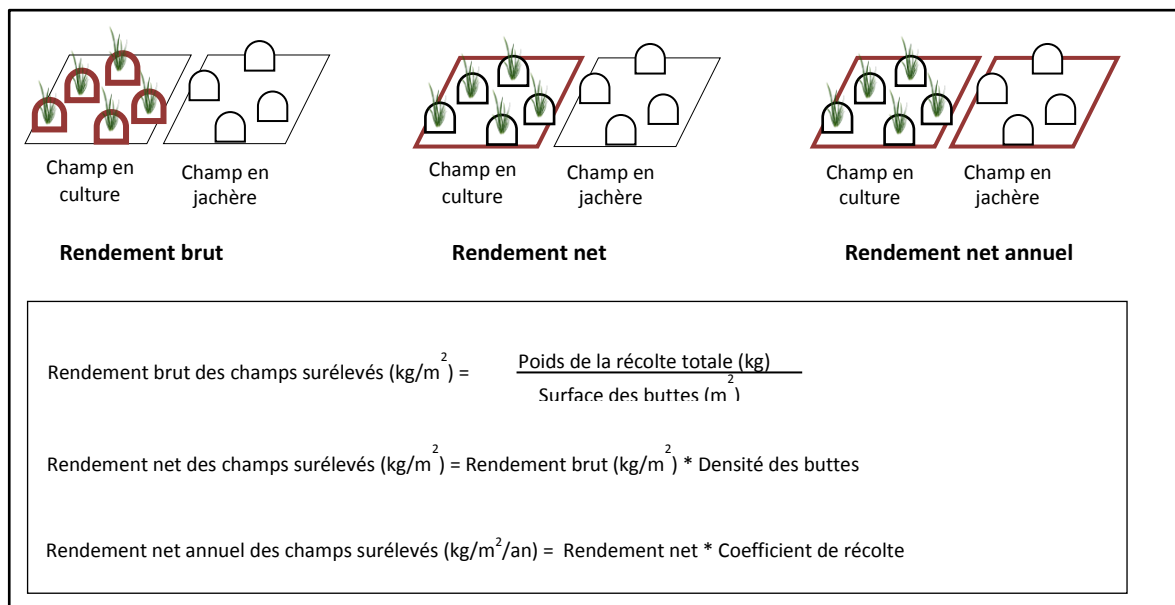 Champ en culture
Champ en jachère
Champ en culture
Champ en jachère
Champ en culture
Champ en jachère
Rendement brut
Rendement net
Rendement net annuel
Rendement brut des champs surélevés (kg/m²) =
Poids de la récolte totale (kg)
Surface des buttes (m²)
Rendement net des champs surélevés (kg/m²) = Rendement brut (kg/m²) * Densité des buttes
Rendement net annuel des champs surélevés (kg/m²/an) = Rendement net * Coefficient de récolte